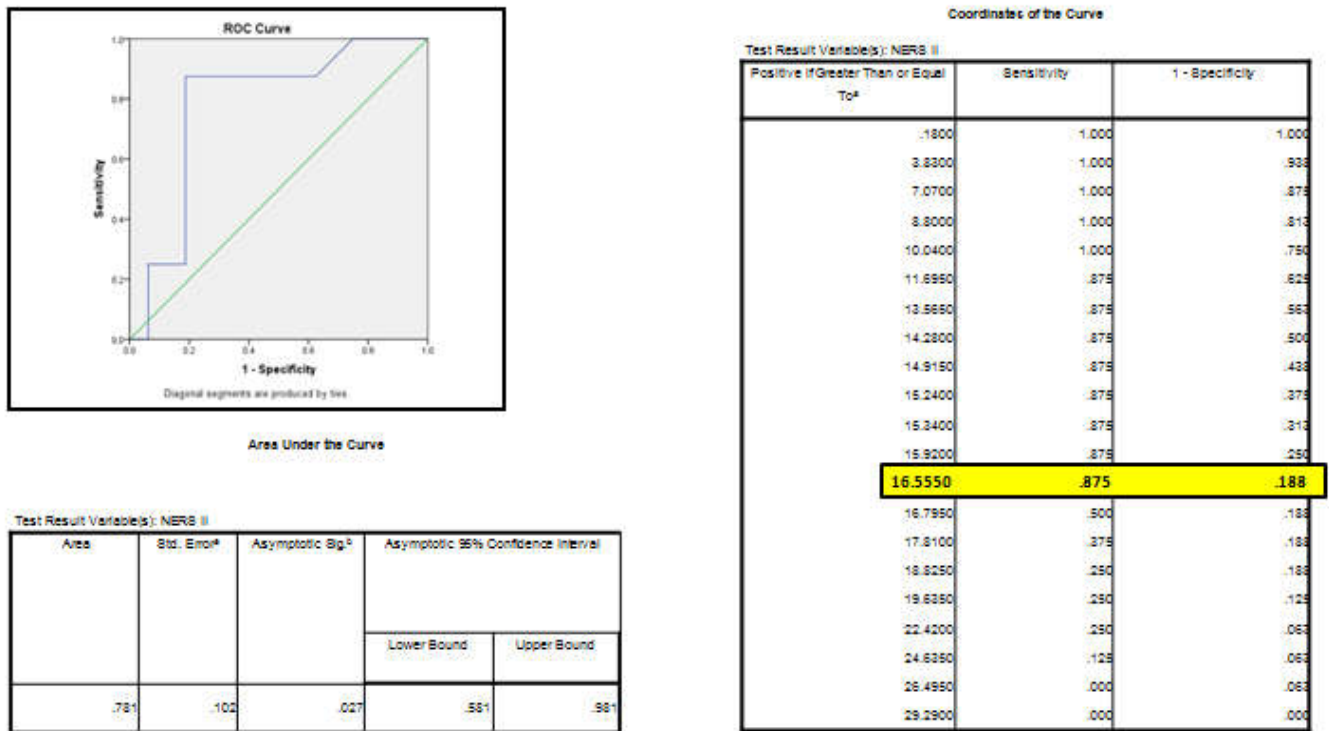 ROC Curve
Sensitivity
1.0
0.8
0.6
0.4
0.2
0.0
0.0 0.2 0.4 0.6 0.8 1.0
1 - Specificity
Diagonal segments are produced by ties
Area Under the Curve
Test Result Variable(s): NERS II
Area Std. Errorᵃ Asymptotic Sig.ᵇ Asymptotic 95% Confidence Interval
Lower Bound Upper Bound
.781 .102 .027 .581 .981
Coordinates of the Curve
Test Result Variable(s): NERS II
Positive if Greater Than or Equal Sensitivity 1 - Specificity
Toᵃ
.1800 1.000 1.000
3.8300 1.000 .938
7.0700 1.000 .875
8.8000 1.000 .813
10.0400 1.000 .750
11.6950 .875 .625
13.5650 .875 .563
14.2800 .875 .500
14.9150 .875 .438
15.2400 .875 .375
15.3400 .875 .313
15.9200 .875 .250
16.5550 .875 .188
16.7950 .500 .188
17.8100 .375 .188
18.8250 .250 .188
19.6350 .250 .125
22.4200 .250 .063
24.6350 .125 .063
26.4950 .000 .063
29.2900 .000 .000